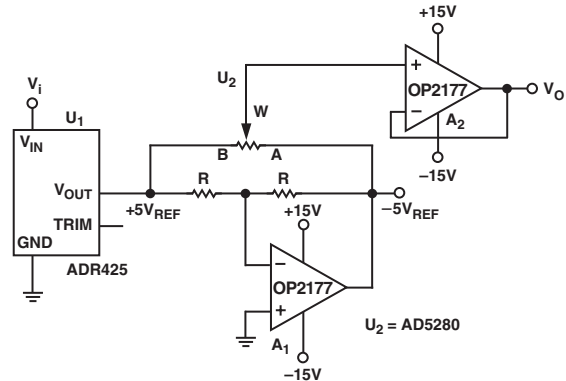 +15V
U2
+
OP2177
VO
Vi
U1
W
−
A2
VIN
B
A
−15V
R
R
VOUT
+5VREF
+15V
−5VREF
TRIM
GND
−
OP2177
ADR425
+
U2 = AD5280
A1
−15V